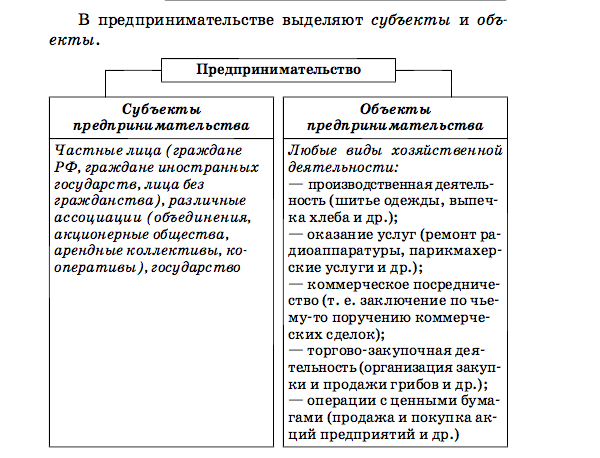 В предпринимательстве выделяют субъекты и объ-
екты.
Предпринимательство
Субъекты
предпринимательства
Частные лица (граждане
РФ, граждане иностранных
государств, лица без
гражданства), различные
ассоциации (объединения,
акционерные общества,
арендные коллективы, ко-
оперативы), государство
Объекты
предпринимательства
Любые виды хозяйственной
деятельности:
— производственная деятель-
ность (шитье одежды, выпеч-
ка хлеба и др.);
— оказание услуг (ремонт ра-
диоаппаратуры, парикмахер-
ские услуги и др.);
— коммерческое посредниче-
ство (т. е. заключение по чье-
му-то поручению коммерче-
ских сделок);
— торгово-закупочная дея-
тельность (организация закуп-
ки и продажи грибов и др.);
— операции с ценными бума-
гами (продажа и покупка ак-
ций предприятий и др.)